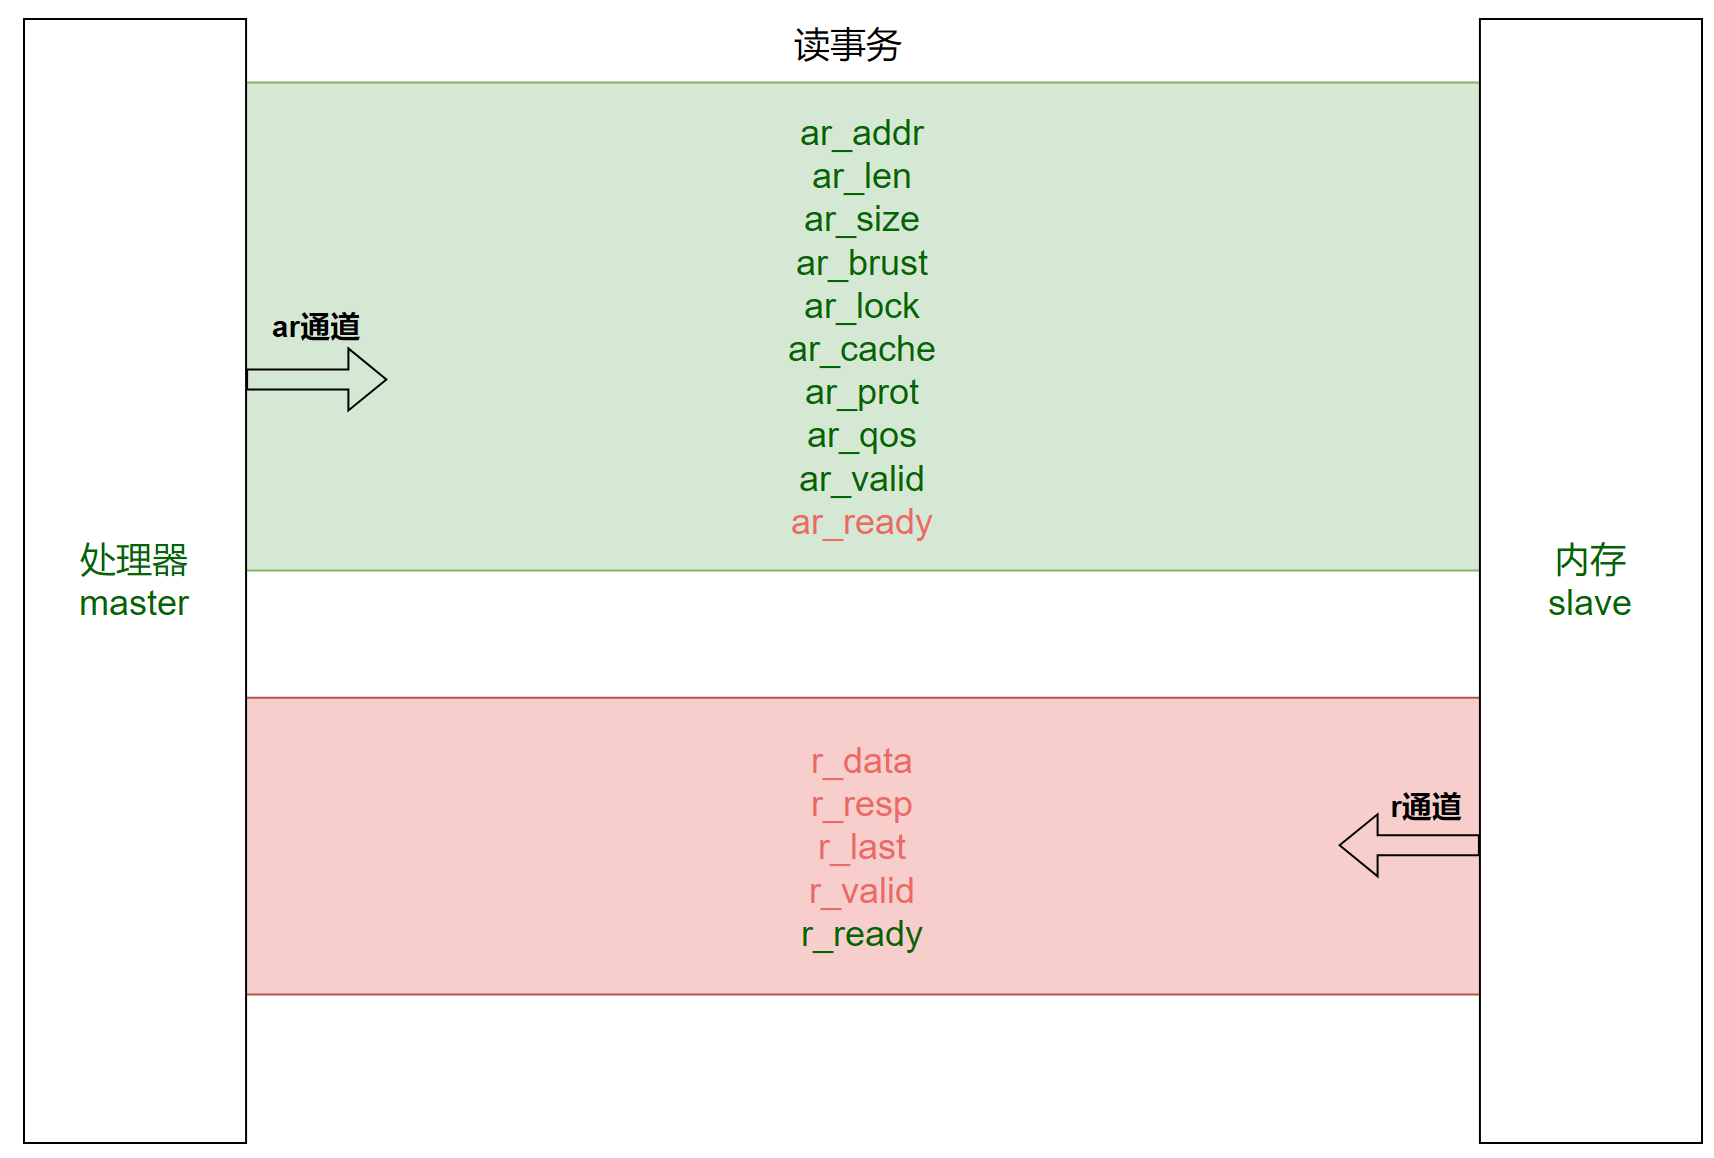 读事务
ar_addr
ar_len
ar_size
ar_brust
ar_lock
ar_cache
ar_prot
ar_qos
ar_valid
ar_ready
ar通道
处理器
master
内存
slave
r_data
r_resp
r_last
r_valid
r_ready
r通道